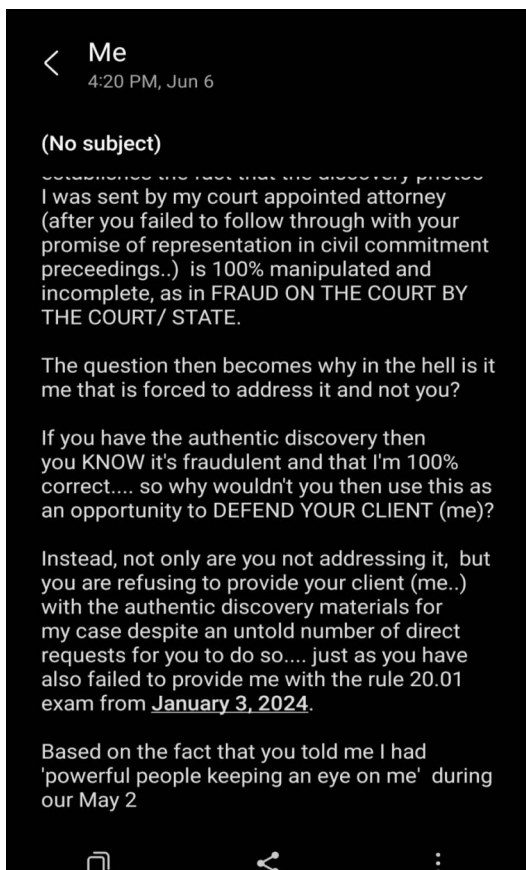 Me
4:20 PM, Jun 6
(No subject)
established the fact that the discovery photos
I was sent by my court appointed attorney
(after you failed to follow through with your
promise of representation in civil commitment
preceedings..)  is 100% manipulated and
incomplete, as in FRAUD ON THE COURT BY
THE COURT/ STATE.
The question then becomes why in the hell is it
me that is forced to address it and not you?
If you have the authentic discovery then
you KNOW it's fraudulent and that I'm 100%
correct.... so why wouldn't you then use this as
an opportunity to DEFEND YOUR CLIENT (me)?
Instead, not only are you not addressing it,  but
you are refusing to provide your client (me..)
with the authentic discovery materials for
my case despite an untold number of direct
requests for you to do so.... just as you have
also failed to provide me with the rule 20.01
exam from January 3, 2024.
Based on the fact that you told me I had
'powerful people keeping an eye on me'  during
our May 2